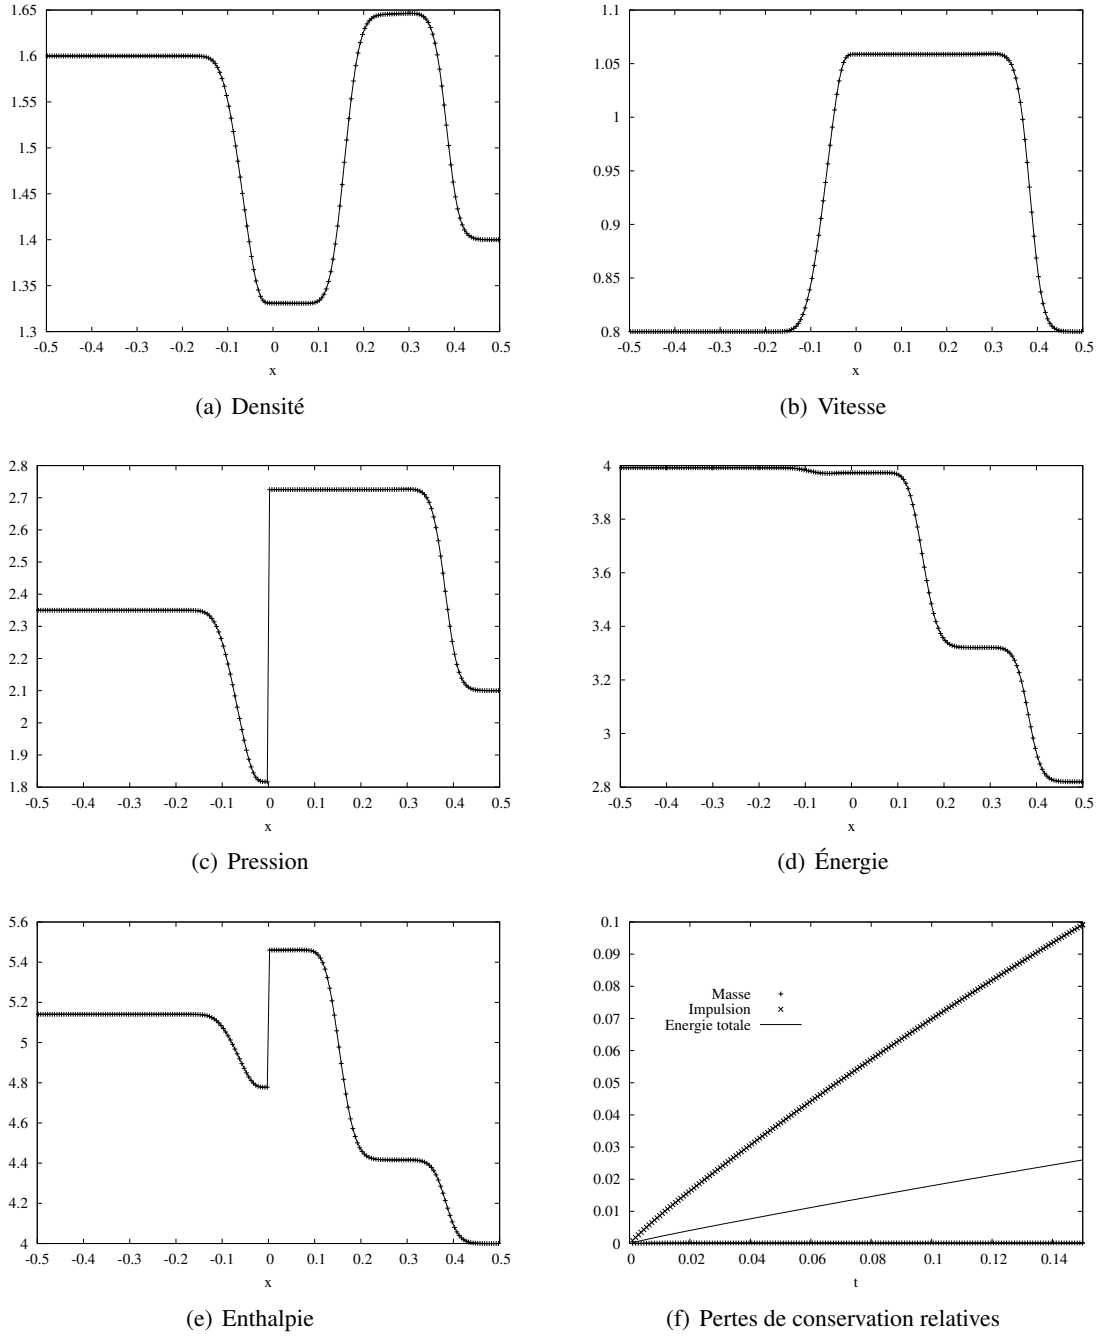 1.65
1.6
1.55
1.5
1.45
1.4
1.35
1.3
-0.5 -0.4 -0.3 -0.2 -0.1 0 0.1 0.2 0.3 0.4 0.5
x
(a) Densité
1.1
1.05
1
0.95
0.9
0.85
0.8
-0.5 -0.4 -0.3 -0.2 -0.1 0 0.1 0.2 0.3 0.4 0.5
x
(b) Vitesse
2.8
2.7
2.6
2.5
2.4
2.3
2.2
2.1
2
1.9
1.8
-0.5 -0.4 -0.3 -0.2 -0.1 0 0.1 0.2 0.3 0.4 0.5
x
(c) Pression
4
3.8
3.6
3.4
3.2
3
2.8
-0.5 -0.4 -0.3 -0.2 -0.1 0 0.1 0.2 0.3 0.4 0.5
x
(d) Énergie
5.6
5.4
5.2
5
4.8
4.6
4.4
4.2
4
-0.5 -0.4 -0.3 -0.2 -0.1 0 0.1 0.2 0.3 0.4 0.5
x
(e) Enthalpie
0.1
0.09
0.08
0.07
0.06
0.05
0.04
0.03
0.02
0.01
0
Masse
Impulsion
Energie totale
0 0.02 0.04 0.06 0.08 0.1 0.12 0.14
t
(f) Pertes de conservation relatives